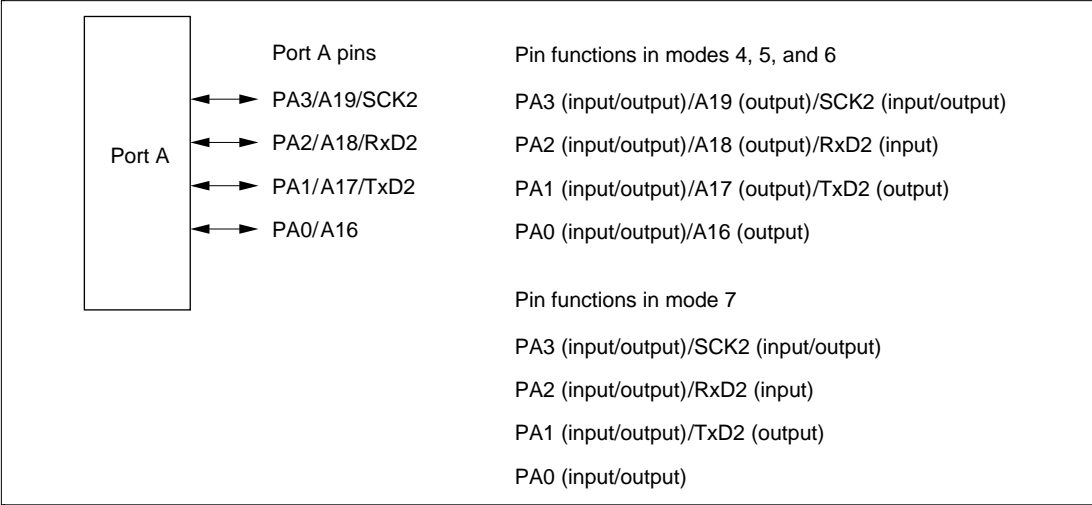 Port A
Port A pins
PA3/A19/SCK2
PA2/A18/RxD2
PA1/A17/TxD2
PA0/A16
Pin functions in modes 4, 5, and 6
PA3 (input/output)/A19 (output)/SCK2 (input/output)
PA2 (input/output)/A18 (output)/RxD2 (input)
PA1 (input/output)/A17 (output)/TxD2 (output)
PA0 (input/output)/A16 (output)
Pin functions in mode 7
PA3 (input/output)/SCK2 (input/output)
PA2 (input/output)/RxD2 (input)
PA1 (input/output)/TxD2 (output)
PA0 (input/output)